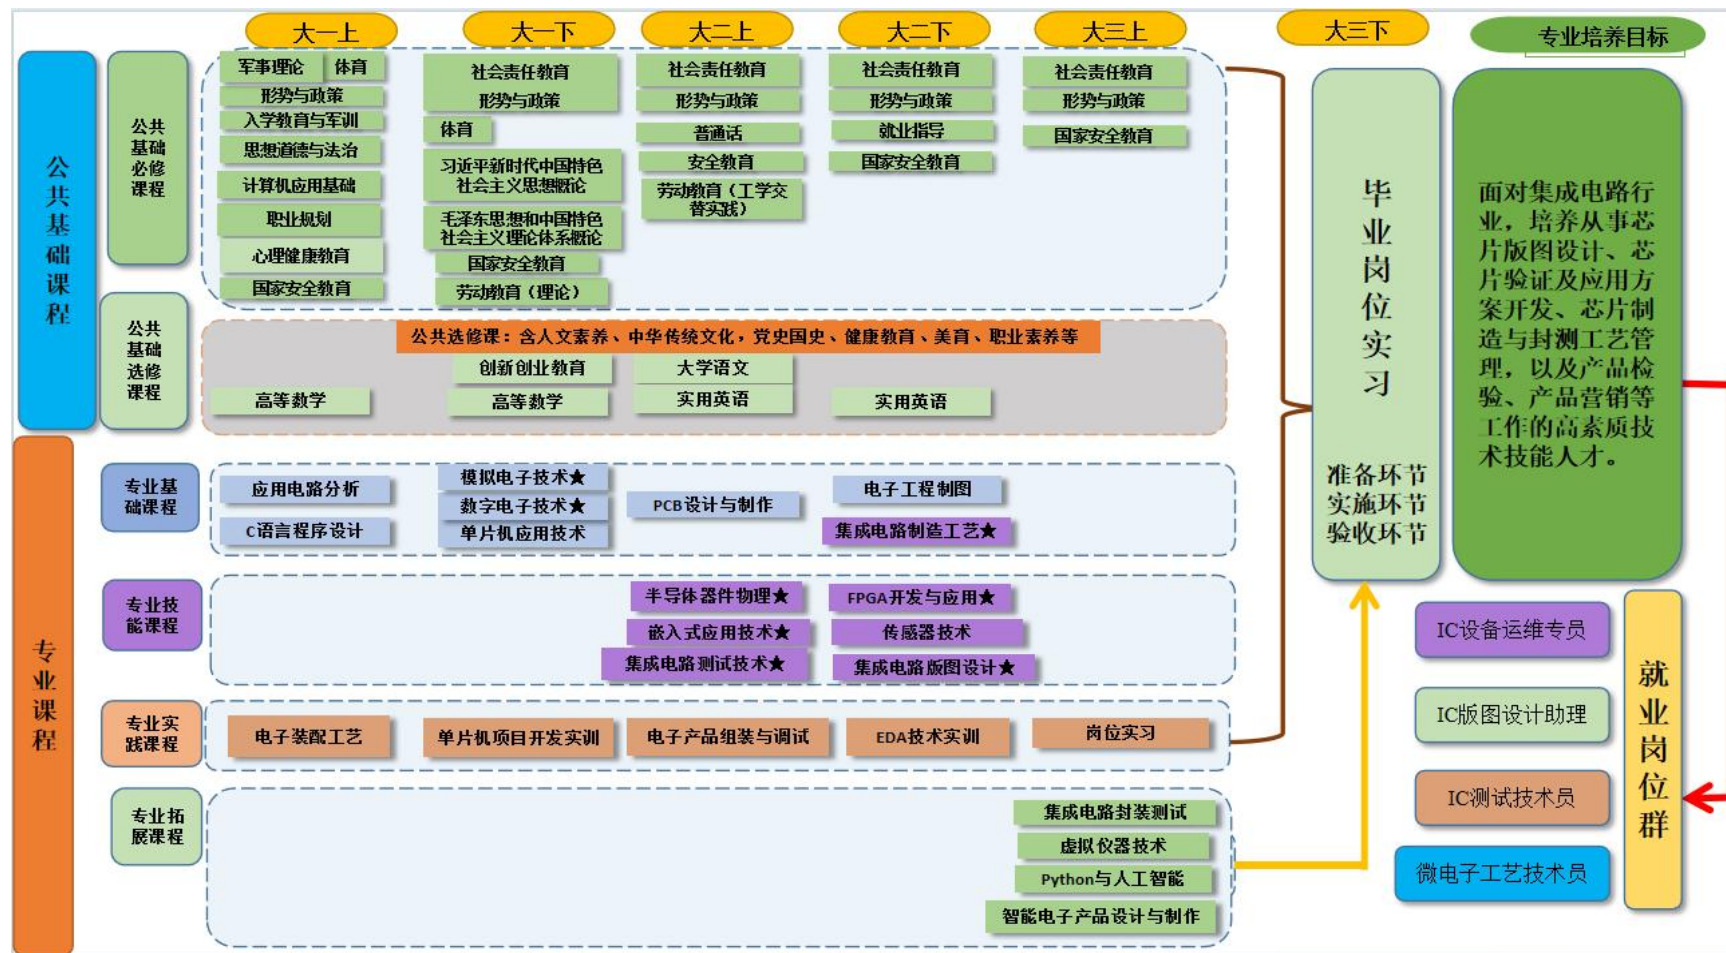 大一上
大一下
大二上
大二下
大三上
大三下
专业培养目标
公共基础课程
公共
基础
必修
课程
军事理论
体育
形势与政策
入学教育与军训
思想道德与法治
计算机应用基础
职业规划
心理健康教育
国家安全教育
社会责任教育
形势与政策
体育
习近平新时代中国特色
社会主义思想概论
毛泽东思想和中国特色
社会主义理论体系概论
国家安全教育
劳动教育（理论）
社会责任教育
形势与政策
普通话
安全教育
劳动教育（工学交
替实践）
社会责任教育
形势与政策
就业指导
国家安全教育
社会责任教育
形势与政策
国家安全教育
公共
基础
选修
课程
公共选修课：含人文素养、中华传统文化，党史国史、健康教育、美育、职业素养等
创新创业教育
大学语文
高等数学
高等数学
实用英语
实用英语
专业课程
专业基
础课程
应用电路分析
C语言程序设计
模拟电子技术★
数字电子技术★
单片机应用技术
PCB设计与制作
电子工程制图
集成电路制造工艺★
专业技
能课程
半导体器件物理★
嵌入式应用技术★
集成电路测试技术★
FPGA开发与应用★
传感器技术
集成电路版图设计★
专业实
践课程
电子装配工艺
单片机项目开发实训
电子产品组装与调试
EDA技术实训
岗位实习
专业拓
展课程
集成电路封装测试
虚拟仪器技术
Python与人工智能
智能电子产品设计与制作
毕业岗位实习
准备环节
实施环节
验收环节
面对集成电路行
业，培养从事芯
片版图设计、芯
片验证及应用方
案开发、芯片制
造与封测工艺管
理，以及产品检
验、产品营销等
工作的高素质技
术技能人才。
IC设备运维专员
IC版图设计助理
IC测试技术员
微电子工艺技术员
就业岗位群